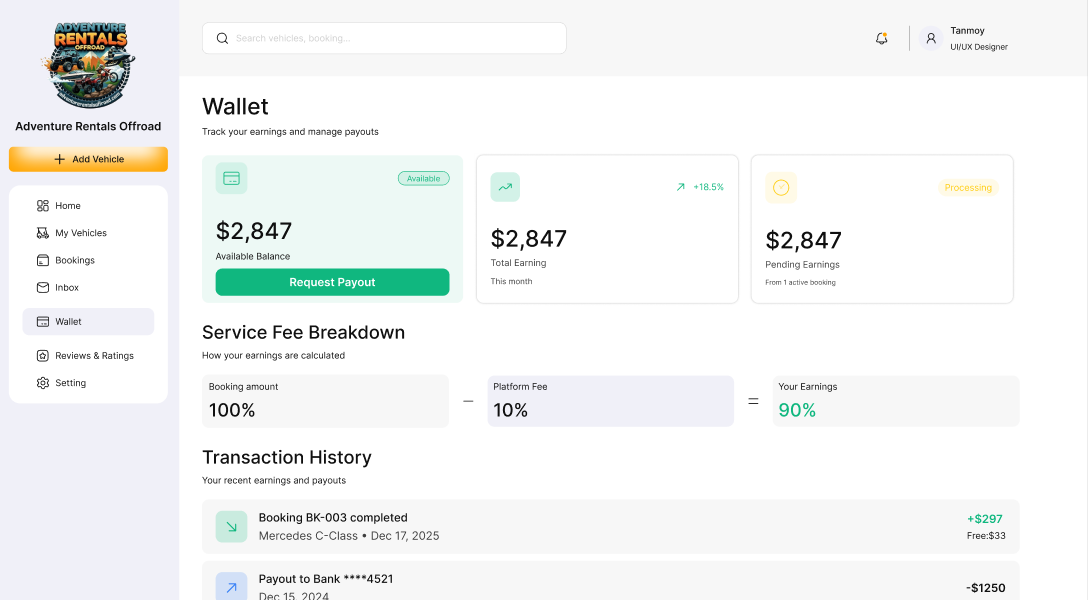 ADVENTURE
RENTALS
OFFROAD
Adventure Rentals Offroad
Add Vehicle
Home
My Vehicles
Bookings
Inbox
Wallet
Reviews & Ratings
Setting
Search vehicles, booking...
Tanmoy
UI/UX Designer
Wallet
Track your earnings and manage payouts
Available
$2,847
Available Balance
Request Payout
+18.5%
$2,847
Total Earning
This month
Processing
$2,847
Pending Earnings
From 1 active booking
Service Fee Breakdown
How your earnings are calculated
Booking amount
100%
—
Platform Fee
10%
=
Your Earnings
90%
Transaction History
Your recent earnings and payouts
Booking BK-003 completed
Mercedes C-Class • Dec 17, 2025
+$297
Free:$33
Payout to Bank ****4521
Dec 15, 2024
-$1250